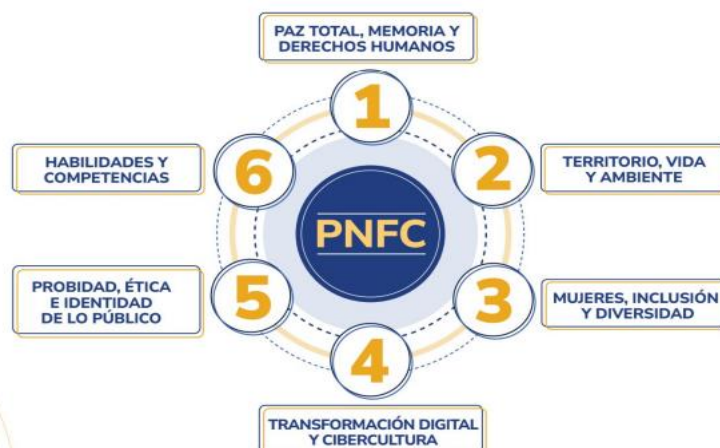 PAZ TOTAL, MEMORIA Y
DERECHOS HUMANOS
1
2
TERRITORIO, VIDA
Y AMBIENTE
3
MUJERES, INCLUSIÓN
Y DIVERSIDAD
4
TRANSFORMACIÓN DIGITAL
Y CIBERCULTURA
5
PROBIDAD, ÉTICA
E IDENTIDAD
DE LO PÚBLICO
6
HABILIDADES Y
COMPETENCIAS
PNFC